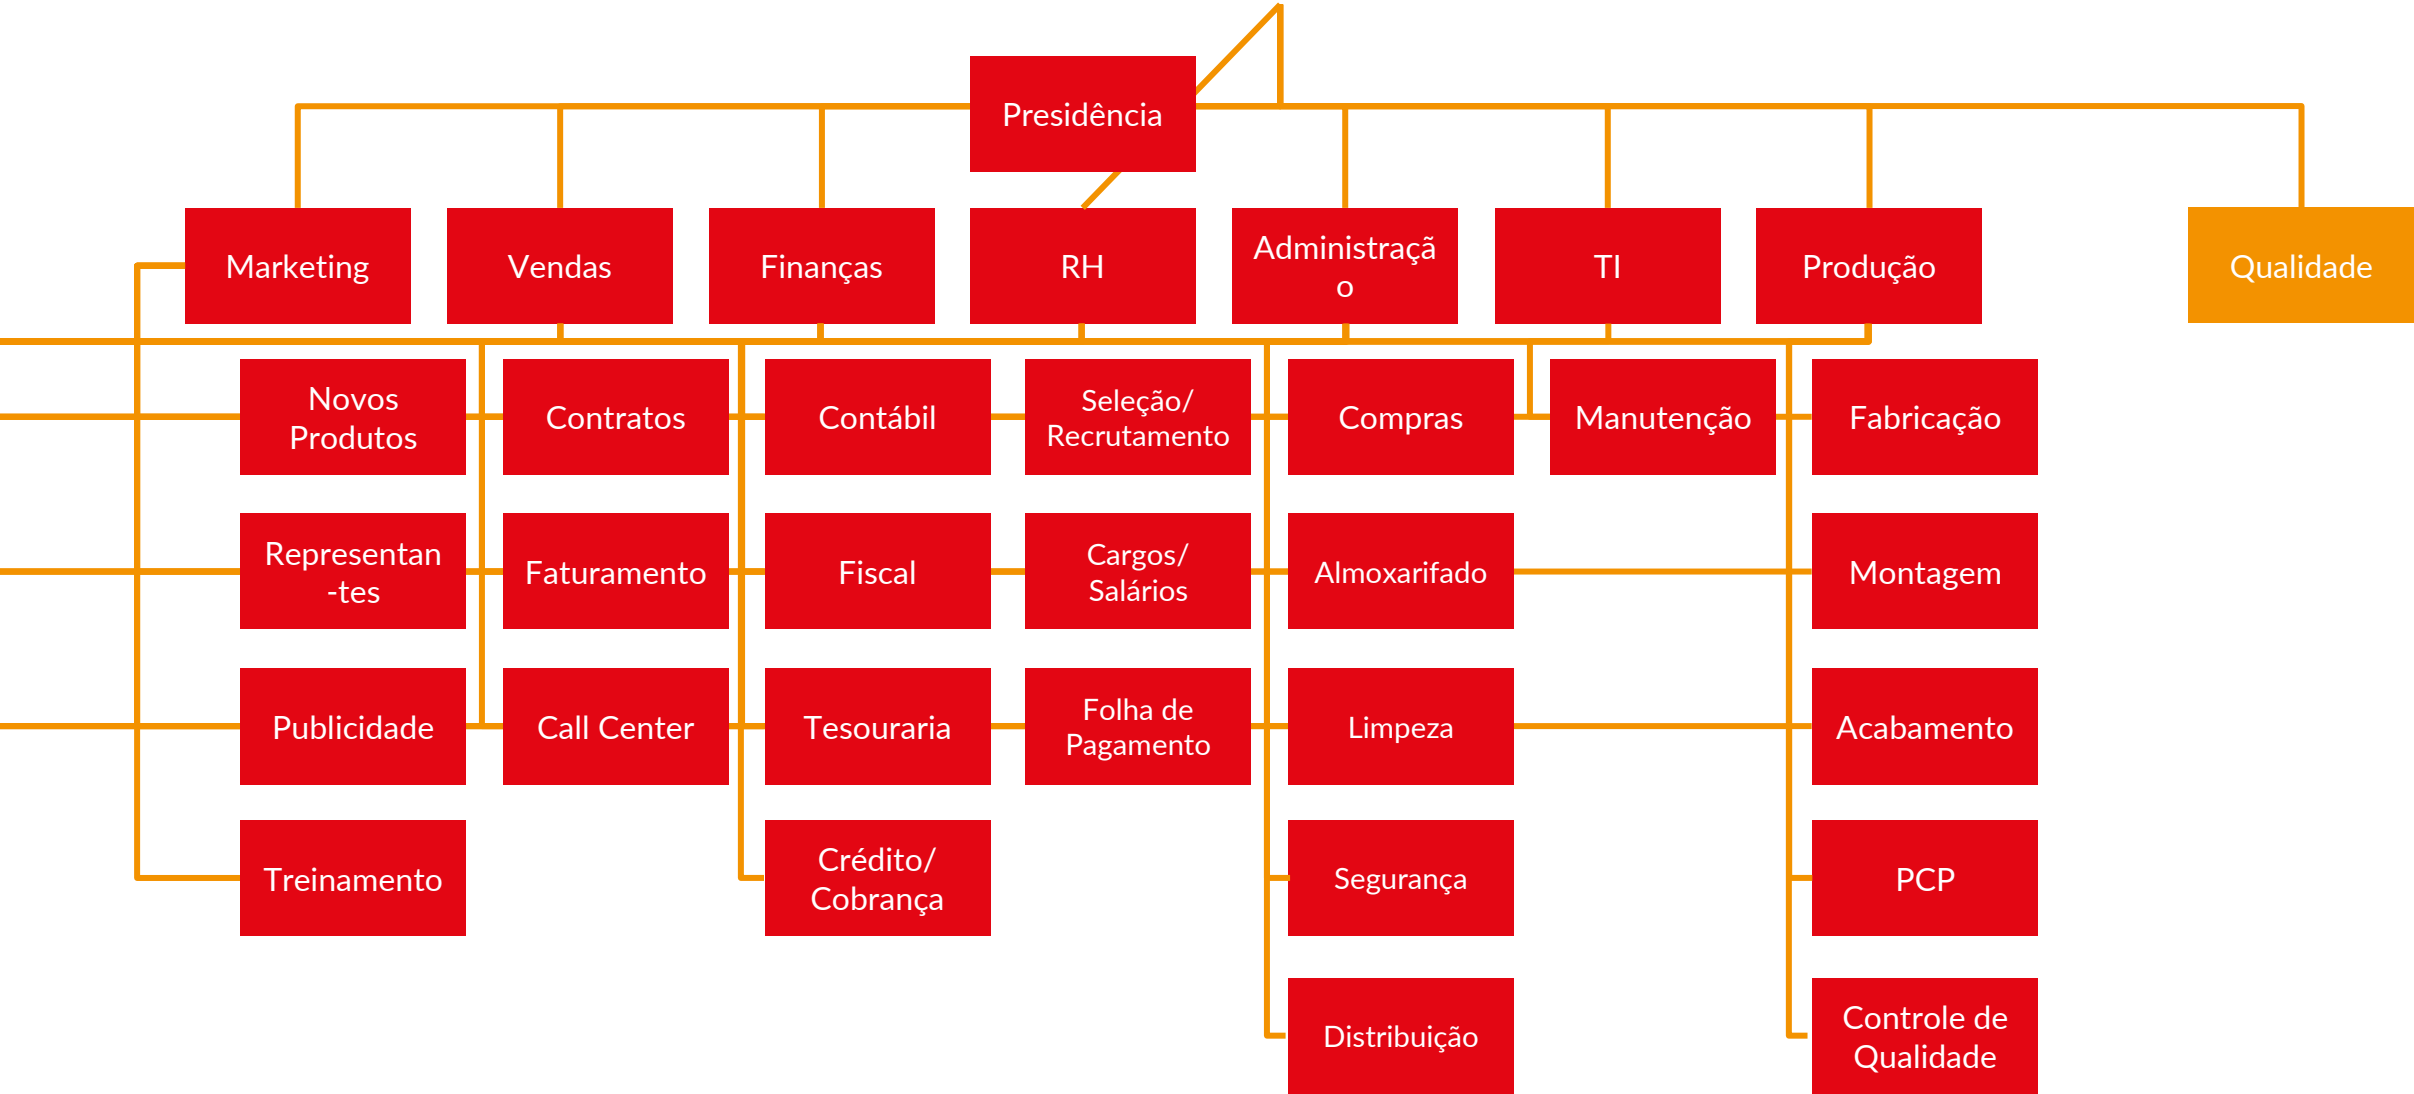 Presidência
Marketing
Vendas
Finanças
RH
Administraçã
o
TI
Produção
Qualidade
Novos
Produtos
Contratos
Contábil
Seleção/
Recrutamento
Compras
Manutenção
Fabricação
Representan
-tes
Faturamento
Fiscal
Cargos/
Salários
Almoxarifado
Montagem
Publicidade
Call Center
Tesouraria
Folha de
Pagamento
Limpeza
Acabamento
Treinamento
Crédito/
Cobrança
Segurança
PCP
Distribuição
Controle de
Qualidade